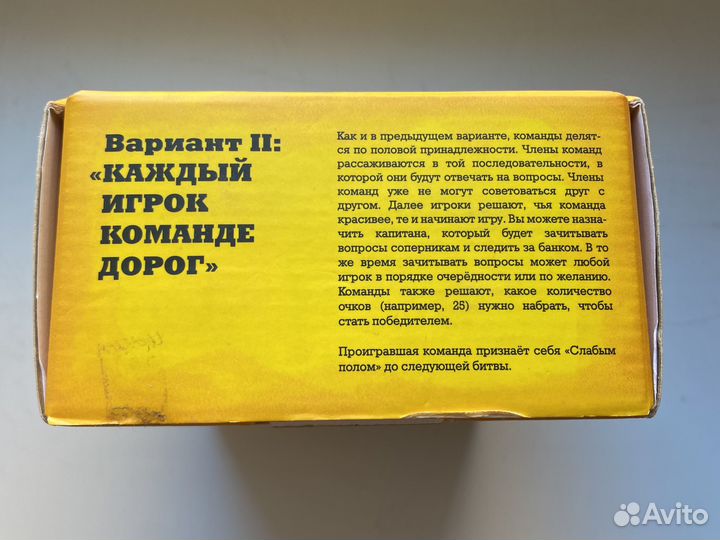 Вариант II:
«КАЖДЫЙ
ИГРОК
КОМАНДЕ
ДОРОГ»
Как и в предыдущем варианте, команды делят-
ся по половой принадлежности. Члены команд
рассаживаются в той последовательности, в
которой они будут отвечать на вопросы. Члены
команд уже не могут советоваться друг с
другом. Далее игроки решают, чья команда
красивее, те и начинают игру. Вы можете назна-
чить капитана, который будет зачитывать
вопросы соперникам и следить за банком. В то
же время зачитывать вопросы может любой
игрок в порядке очерёдности или по желанию.
Команды также решают, какое количество
очков (например, 25) нужно набрать, чтобы
стать победителем.
Проигравшая команда признаёт себя «Слабым
полом» до следующей битвы.
Avito